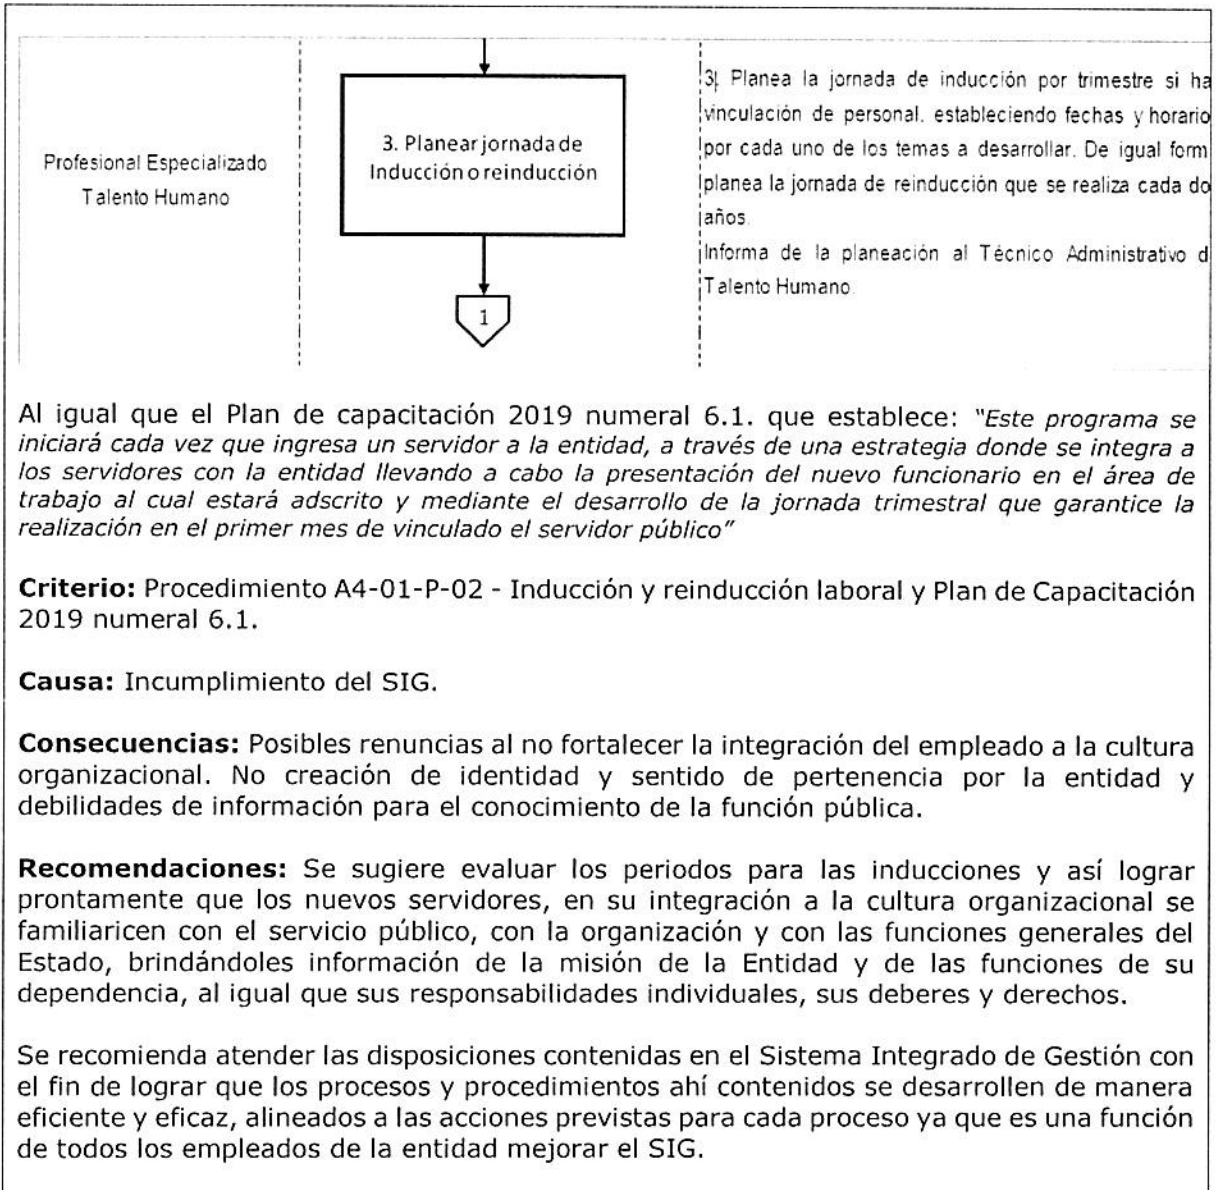 Profesional Especializado
Talento Humano
3. Planear jornada de
Inducción o reinducción
1
3. Planea la jornada de inducción por trimestre si ha
vinculación de personal. estableciendo fechas y horario
por cada uno de los temas a desarrollar. De igual form
planea la jornada de reinducción que se realiza cada do
años.
Informa de la planeación al Técnico Administrativo d
Talento Humano.
Al igual que el Plan de capacitación 2019 numeral 6.1. que establece: "Este programa se
iniciará cada vez que ingresa un servidor a la entidad, a través de una estrategia donde se integra a
los servidores con la entidad llevando a cabo la presentación del nuevo funcionario en el área de
trabajo al cual estará adscrito y mediante el desarrollo de la jornada trimestral que garantice la
realización en el primer mes de vinculado el servidor público"
Criterio: Procedimiento A4-01-P-02 - Inducción y reinducción laboral y Plan de Capacitación
2019 numeral 6.1.
Causa: Incumplimiento del SIG.
Consecuencias: Posibles renuncias al no fortalecer la integración del empleado a la cultura
organizacional. No creación de identidad y sentido de pertenencia por la entidad y
debilidades de información para el conocimiento de la función pública.
Recomendaciones: Se sugiere evaluar los periodos para las inducciones y así lograr
prontamente que los nuevos servidores, en su integración a la cultura organizacional se
familiaricen con el servicio público, con la organización y con las funciones generales del
Estado, brindándoles información de la misión de la Entidad y de las funciones de su
dependencia, al igual que sus responsabilidades individuales, sus deberes y derechos.
Se recomienda atender las disposiciones contenidas en el Sistema Integrado de Gestión con
el fin de lograr que los procesos y procedimientos ahí contenidos se desarrollen de manera
eficiente y eficaz, alineados a las acciones previstas para cada proceso ya que es una función
de todos los empleados de la entidad mejorar el SIG.